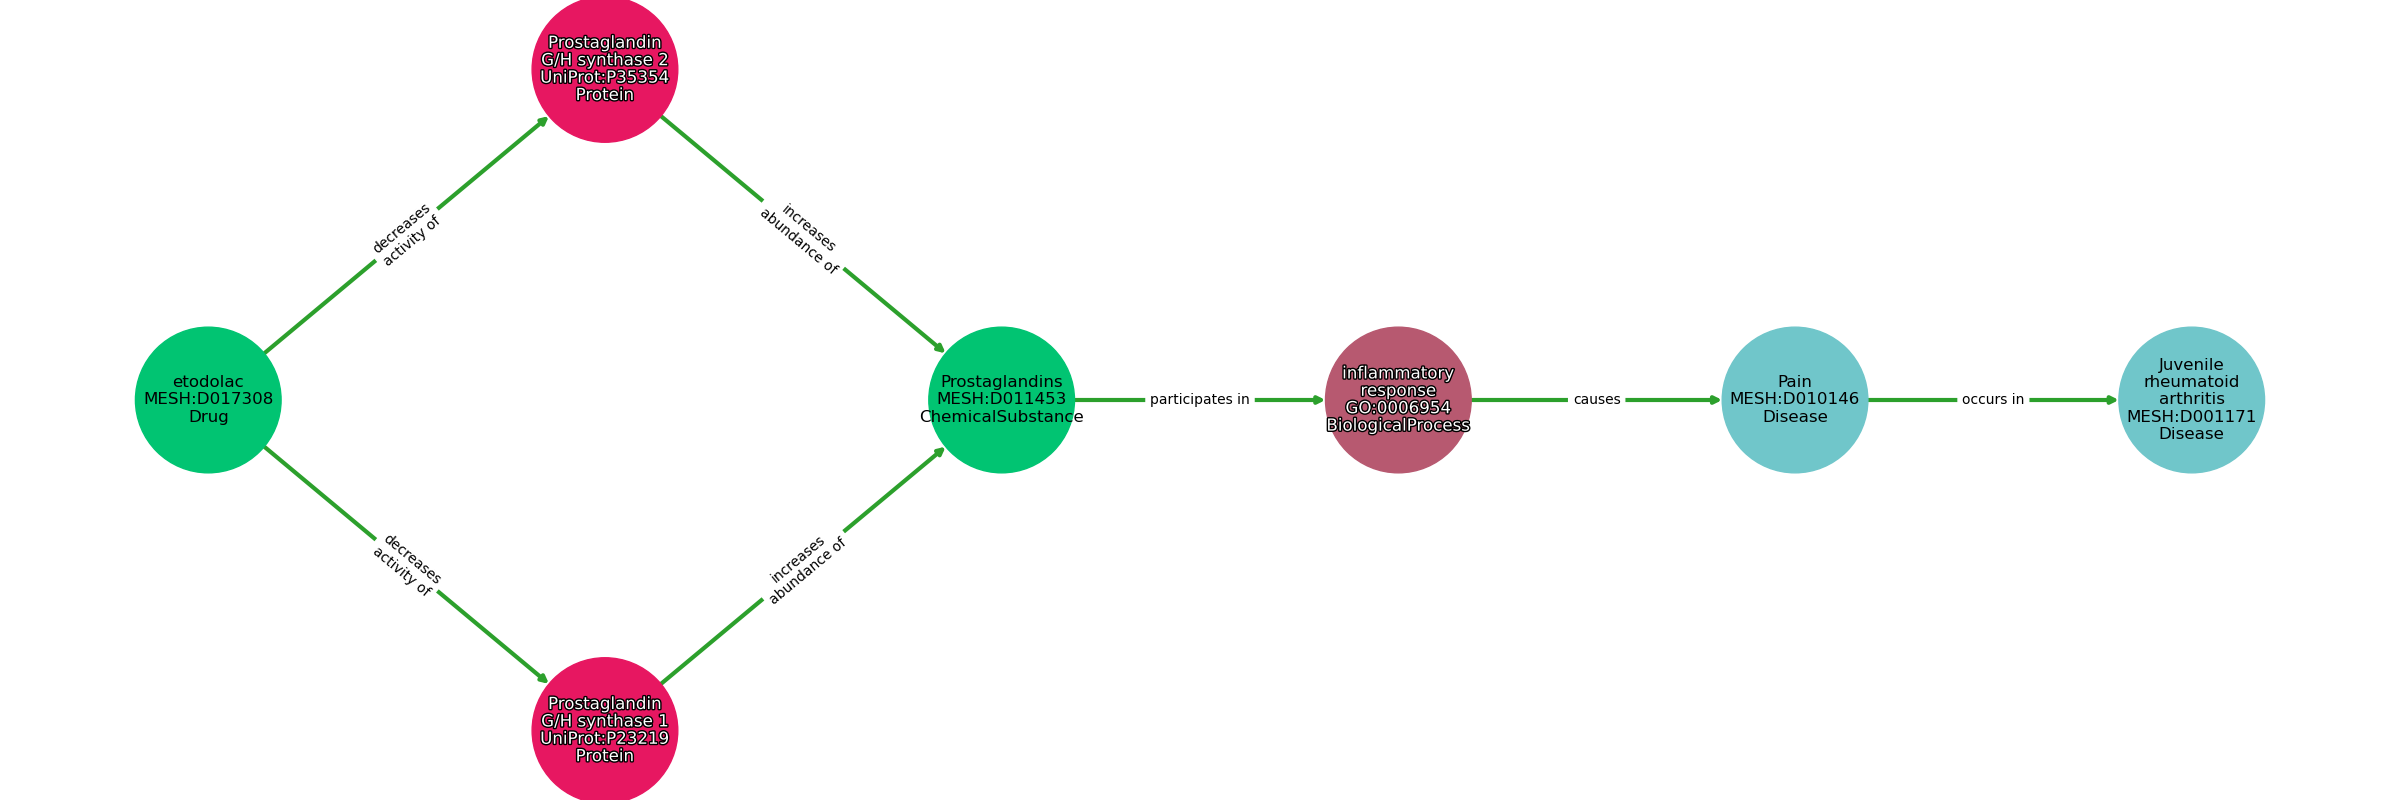 Prostaglandin
G/H synthase 2
UniProt:P35354
Protein
decreases
activity of
increases
abundance of
etodolac
MESH:D017308
Drug
Prostaglandins
MESH:D011453
ChemicalSubstance
participates in
inflammatory
response
GO:0006954
BiologicalProcess
causes
Pain
MESH:D010146
Disease
occurs in
Juvenile
rheumatoid
arthritis
MESH:D001171
Disease
decreases
activity of
increases
abundance of
Prostaglandin
G/H synthase 1
UniProt:P23219
Protein